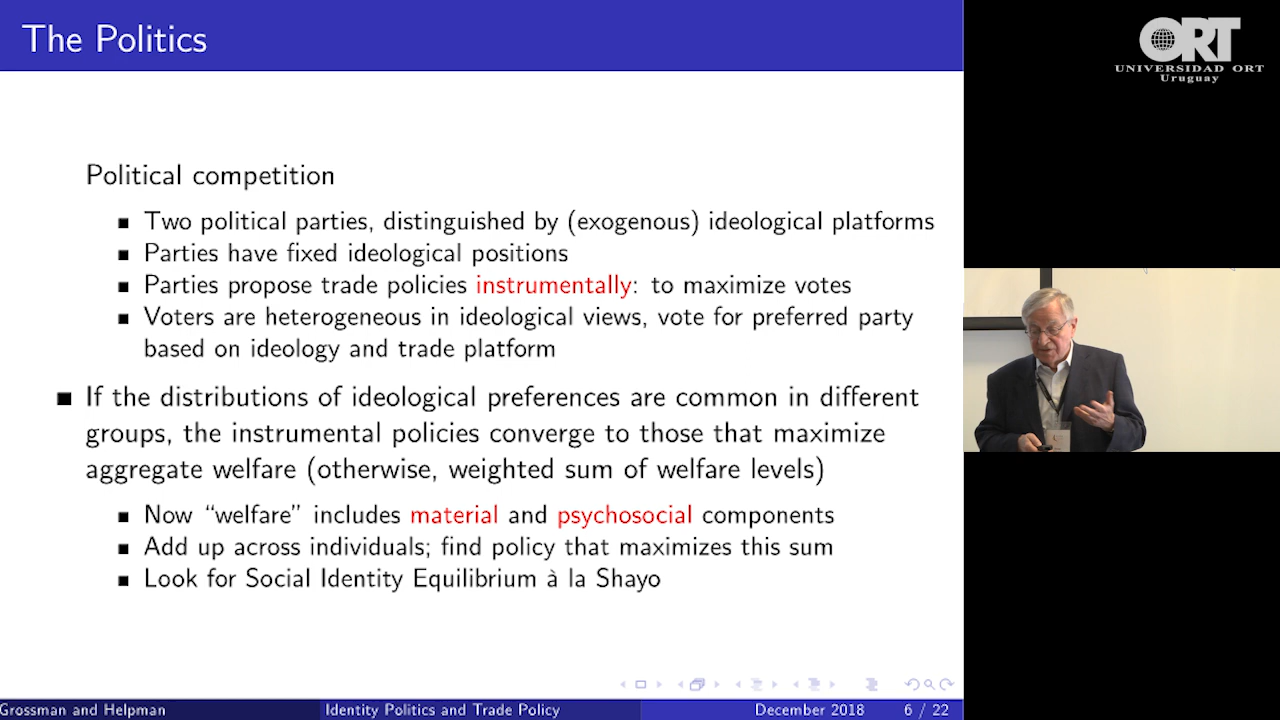 The Politics
Political competition
Two political parties, distinguished by (exogenous) ideological platforms
Parties have fixed ideological positions
Parties propose trade policies instrumentally: to maximize votes
Voters are heterogeneous in ideological views, vote for preferred party
based on ideology and trade platform
If the distributions of ideological preferences are common in different
groups, the instrumental policies converge to those that maximize
aggregate welfare (otherwise, weighted sum of welfare levels)
Now “welfare” includes material and psychosocial components
Add up across individuals; find policy that maximizes this sum
Look for Social Identity Equilibrium à la Shayo
Grossman and Helpman
Identity Politics and Trade Policy
December 2018
6 / 22
ORT
UNIVERSIDAD ORT
Uruguay